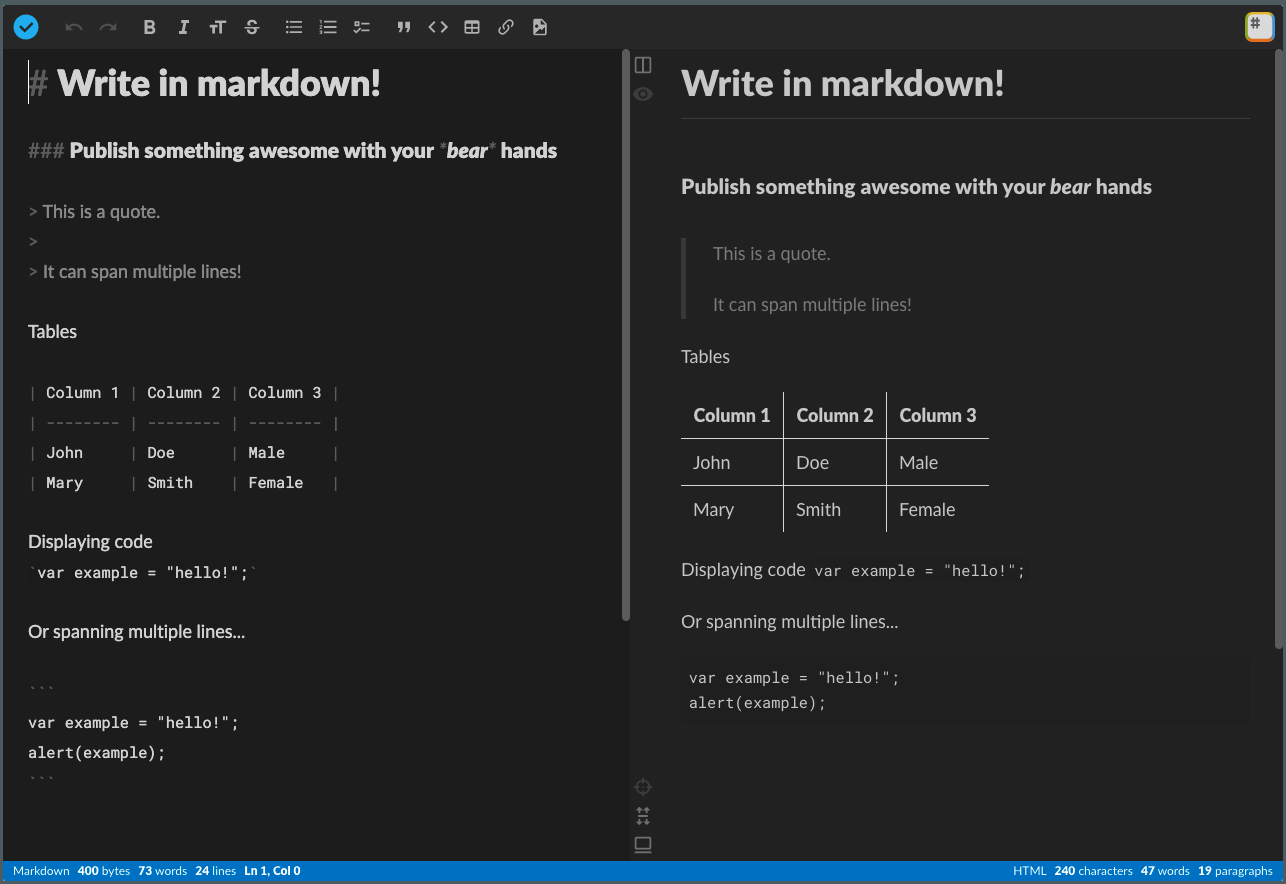 #
# Write in markdown!
### Publish something awesome with your *bear* hands
> This is a quote.
>
> It can span multiple lines!
Tables
| Column 1 | Column 2 | Column 3 |
| -------- | -------- | -------- |
| John | Doe | Male |
| Mary | Smith | Female |
Displaying code
`var example = "hello!";`
Or spanning multiple lines...
```
var example = "hello!";
alert(example);
```
Write in markdown!
Publish something awesome with your bear hands
This is a quote.
It can span multiple lines!
Tables
Column 1 Column 2 Column 3
John Doe Male
Mary Smith Female
Displaying code var example = "hello!";
Or spanning multiple lines...
var example = "hello!";
alert(example);
Markdown 400 bytes 73 words 24 lines Ln 1, Col 0
HTML 240 characters 47 words 19 paragraphs